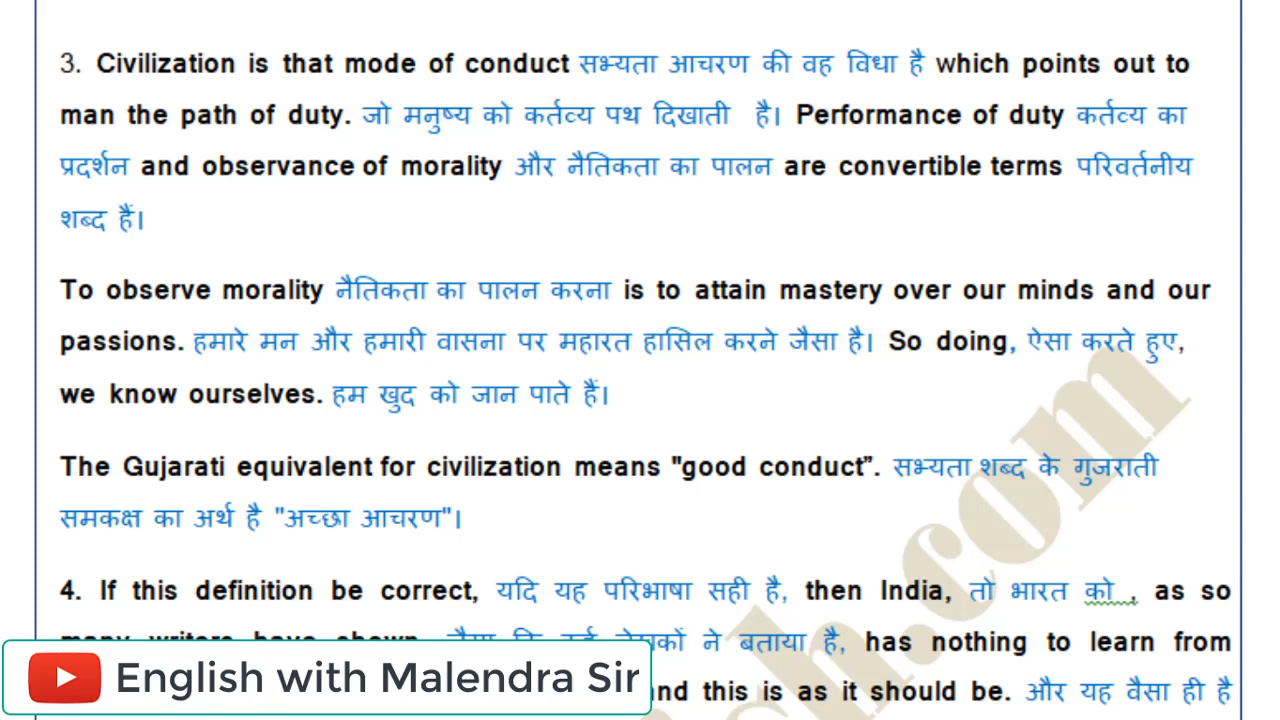 3. Civilization is that mode of conduct सभ्यता आचरण की वह विधा है which points out to
man the path of duty. जो मनुष्य को कर्तव्य पथ दिखाती है। Performance of duty कर्तव्य का
प्रदर्शन and observance of morality और नैतिकता का पालन are convertible terms परिवर्तनीय
शब्द हैं।
To observe morality नैतिकता का पालन करना is to attain mastery over our minds and our
passions. हमारे मन और हमारी वासना पर महारत हासिल करने जैसा है। So doing, ऐसा करते हुए,
we know ourselves. हम खुद को जान पाते हैं।
The Gujarati equivalent for civilization means "good conduct”. सभ्यता शब्द के गुजराती
समकक्ष का अर्थ है "अच्छा आचरण"।
4. If this definition be correct, यदि यह परिभाषा सही है, then India, तो भारत को , as so
ने बताया है, has nothing to learn from
and this is as it should be. और यह वैसा ही है
English with Malendra Sir